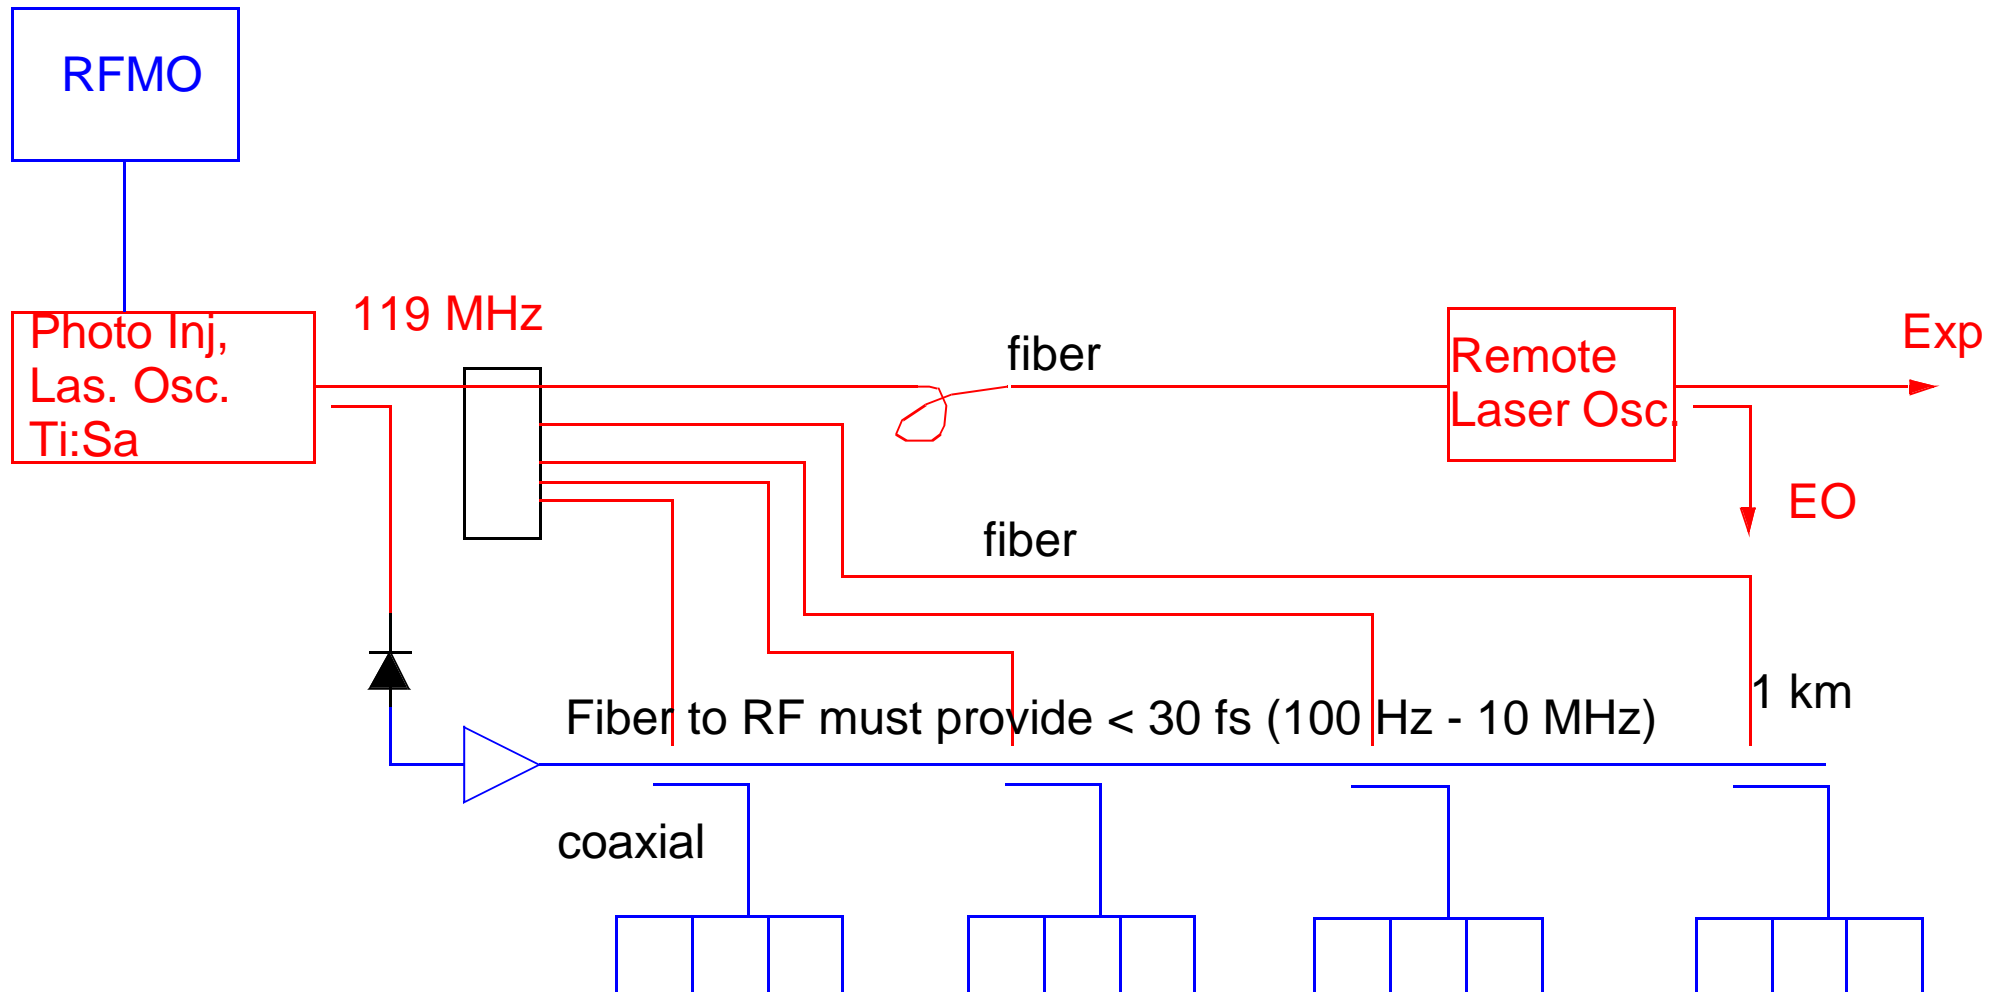 RFMO
Photo Inj,
Las. Osc.
Ti:Sa
119 MHz
fiber
Remote
Laser Osc.
Exp
EO
fiber
1 km
Fiber to RF must provide < 30 fs (100 Hz - 10 MHz)
coaxial